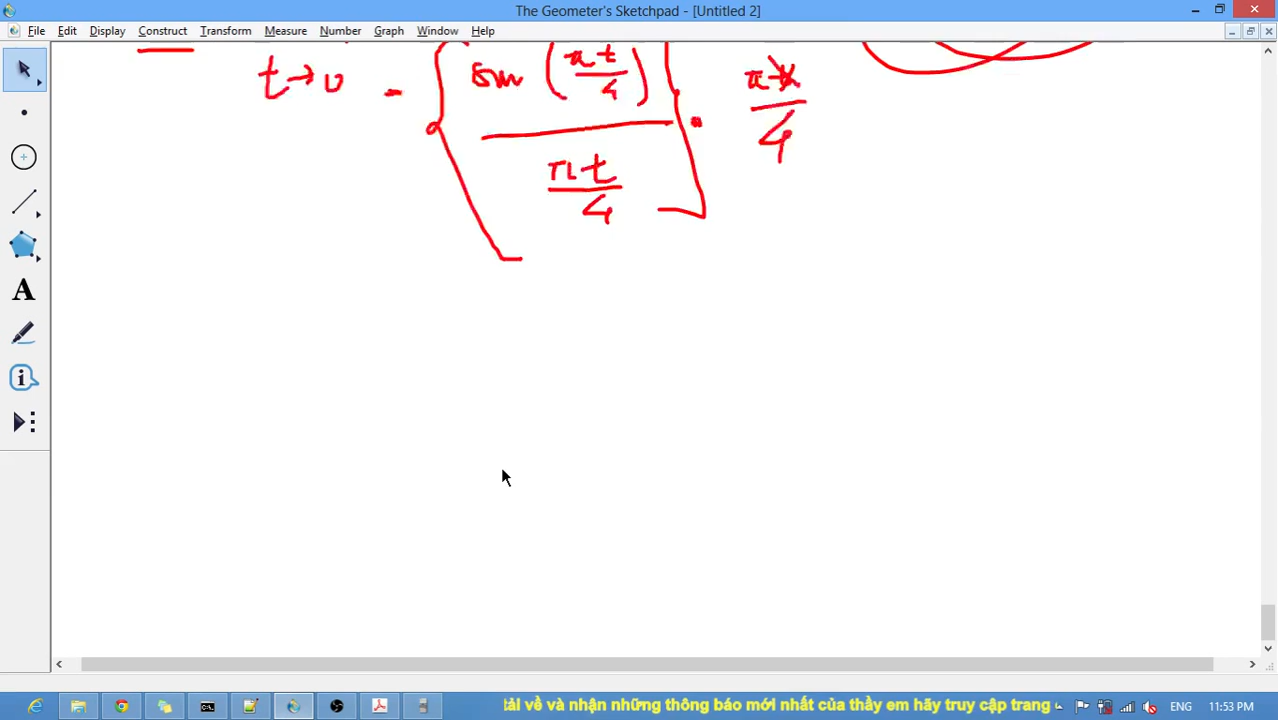 The Geometer's Sketchpad - [Untitled 2]
File Edit Display Construct Transform Measure Number Graph Window Help
t→0 - sin (πt/4) . πt/4
πt/4
A
tải về và nhận những thông báo mới nhất của thầy em hãy truy cập trang
ENG 11:53 PM